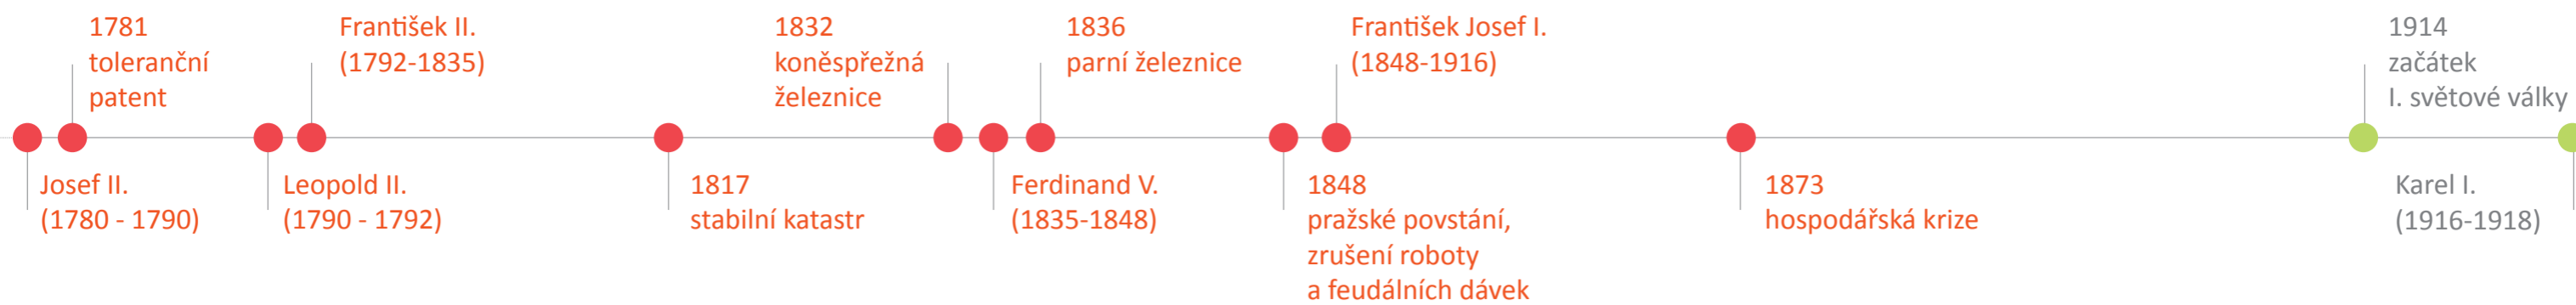 1781
toleranční
patent
František II.
(1792-1835)
1832
koněspřežná
železnice
1836
parní železnice
František Josef I.
(1848-1916)
1914
začátek
I. světové války
Josef II.
(1780 - 1790)
Leopold II.
(1790 - 1792)
1817
stabilní katastr
Ferdinand V.
(1835-1848)
1848
pražské povstání,
zrušení roboty
a feudálních dávek
1873
hospodářská krize
Karel I.
(1916-1918)